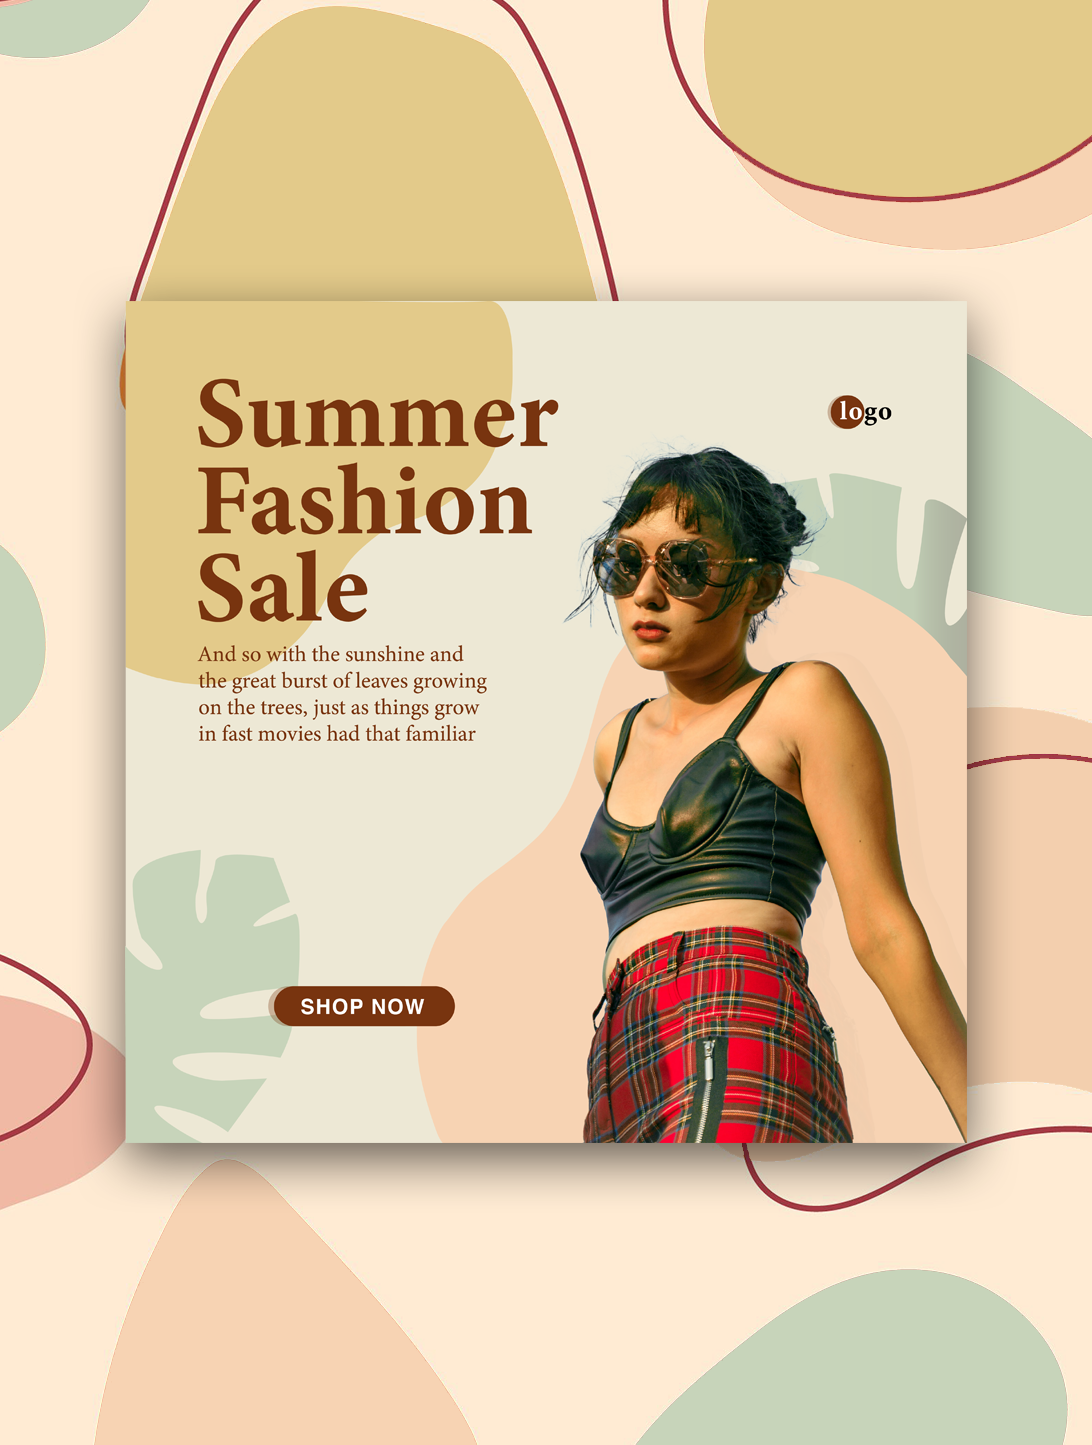 Summer
Fashion
Sale
logo
And so with the sunshine and
the great burst of leaves growing
on the trees, just as things grow
in fast movies had that familiar
SHOP NOW